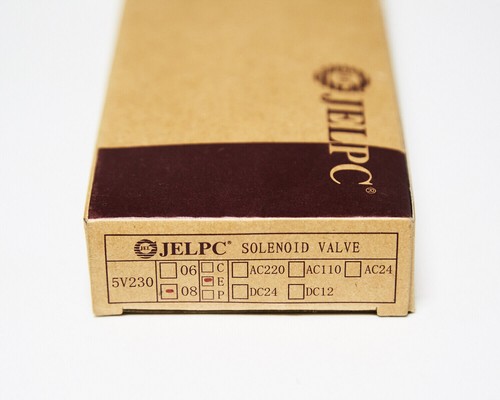 JELPC®
JELPC® SOLENOID VALVE
5V230
06
08
C
E
P
AC220 AC110 AC24
DC24 DC12